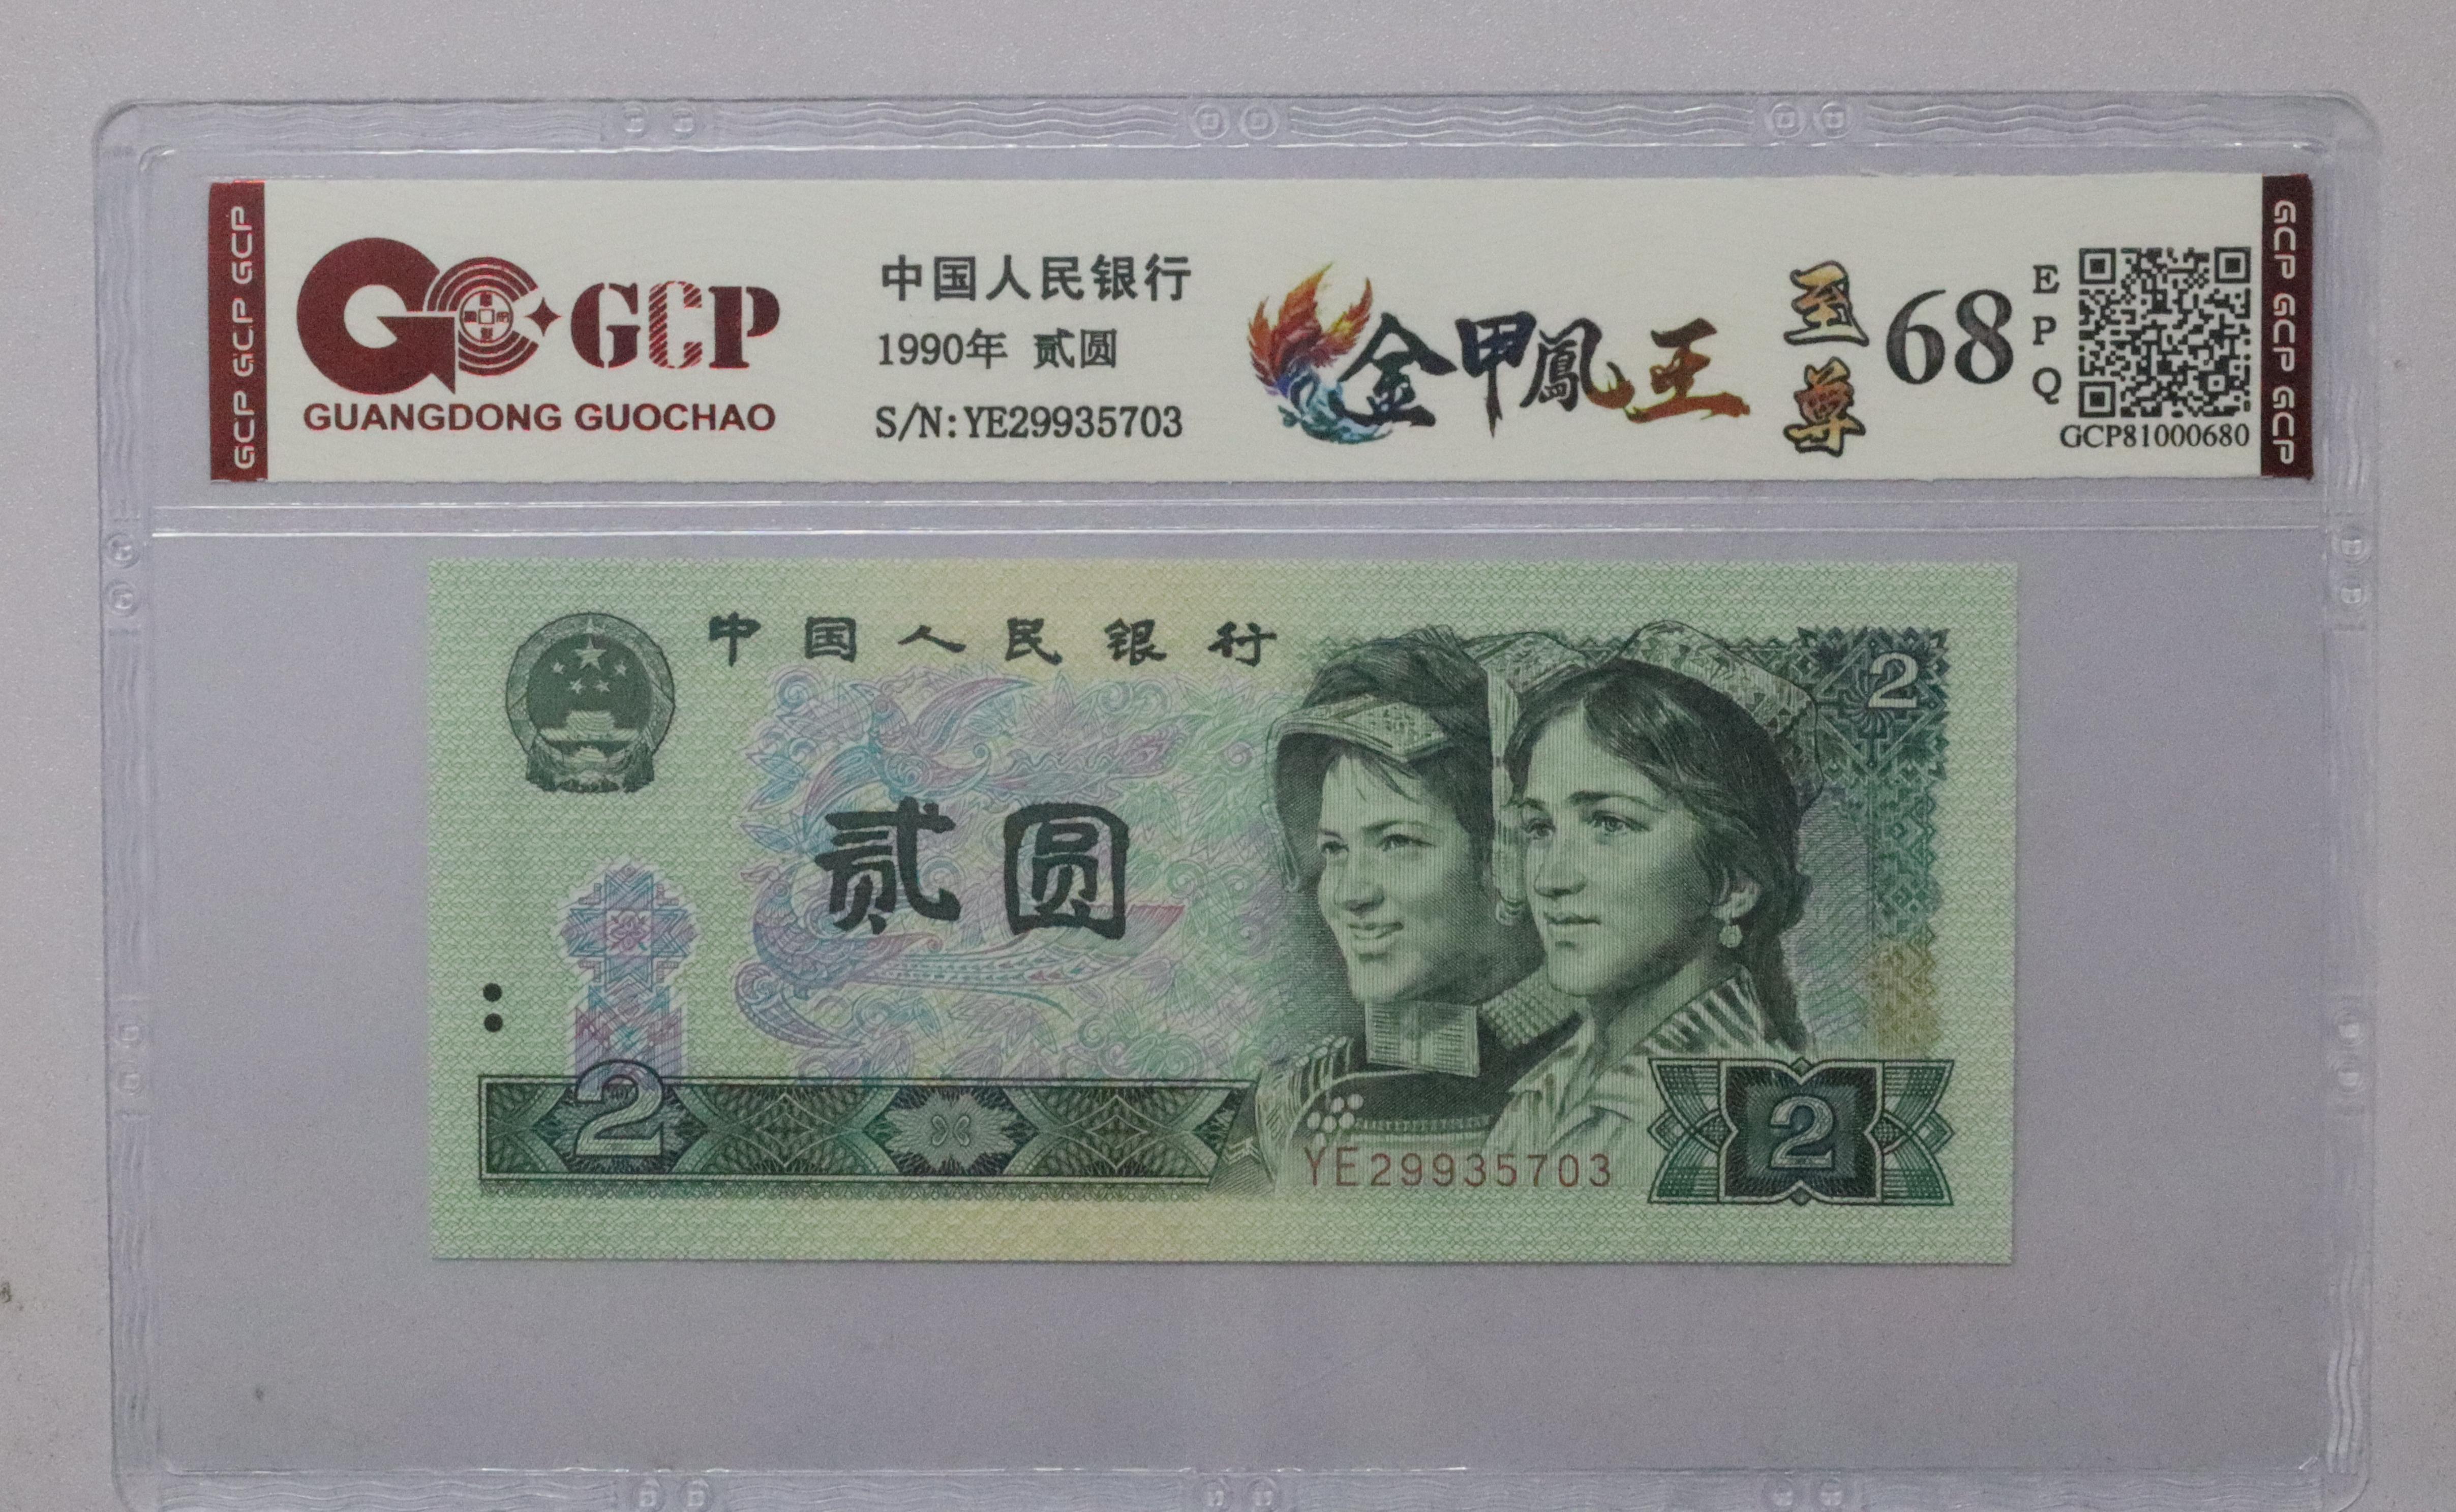 GCP GCP GCP
GCP
GUANGDONG GUOCHAO
中国人民银行
1990年 贰圆
S/N:YE29935703
金甲鳳王
至尊
68
EPQ
GCP81000680
GCP GCP GCP
中国人民银行
2
贰圆
2
2
YE29935703